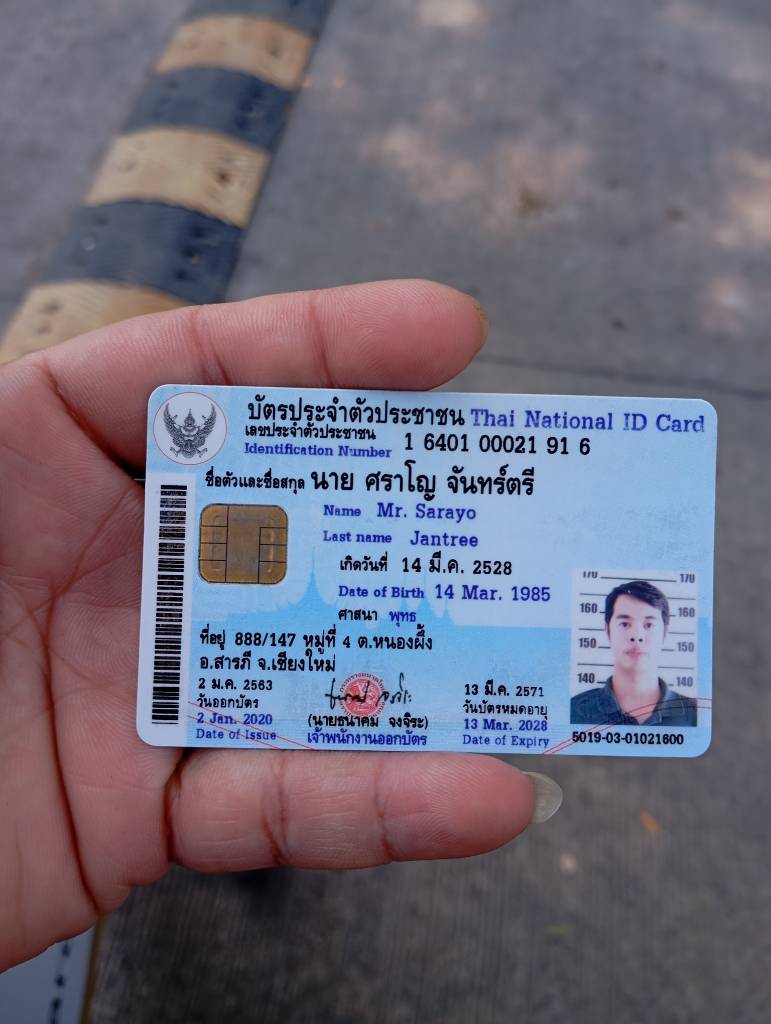 บัตรประจำตัวประชาชน Thai National ID Card
เลขประจำตัวประชาชน
Identification Number 1 6401 00021 91 6
ชื่อตัวและชื่อสกุล นาย ศราโญ จันทร์ตรี
Name Mr. Sarayo
Last name Jantree
เกิดวันที่ 14 มี.ค. 2528
Date of Birth 14 Mar. 1985
ศาสนา พุทธ
ที่อยู่ 888/147 หมู่ที่ 4 ต.หนองผึ้ง
อ.สารภี จ.เชียงใหม่
2 ม.ค. 2563
วันออกบัตร
2 Jan. 2020
Date of Issue
(นายธนาคม จงจิระ)
เจ้าพนักงานออกบัตร
13 มี.ค. 2571
วันบัตรหมดอายุ
13 Mar. 2028
Date of Expiry
170 170
160 160
150 150
140 140
5019-03-01021600